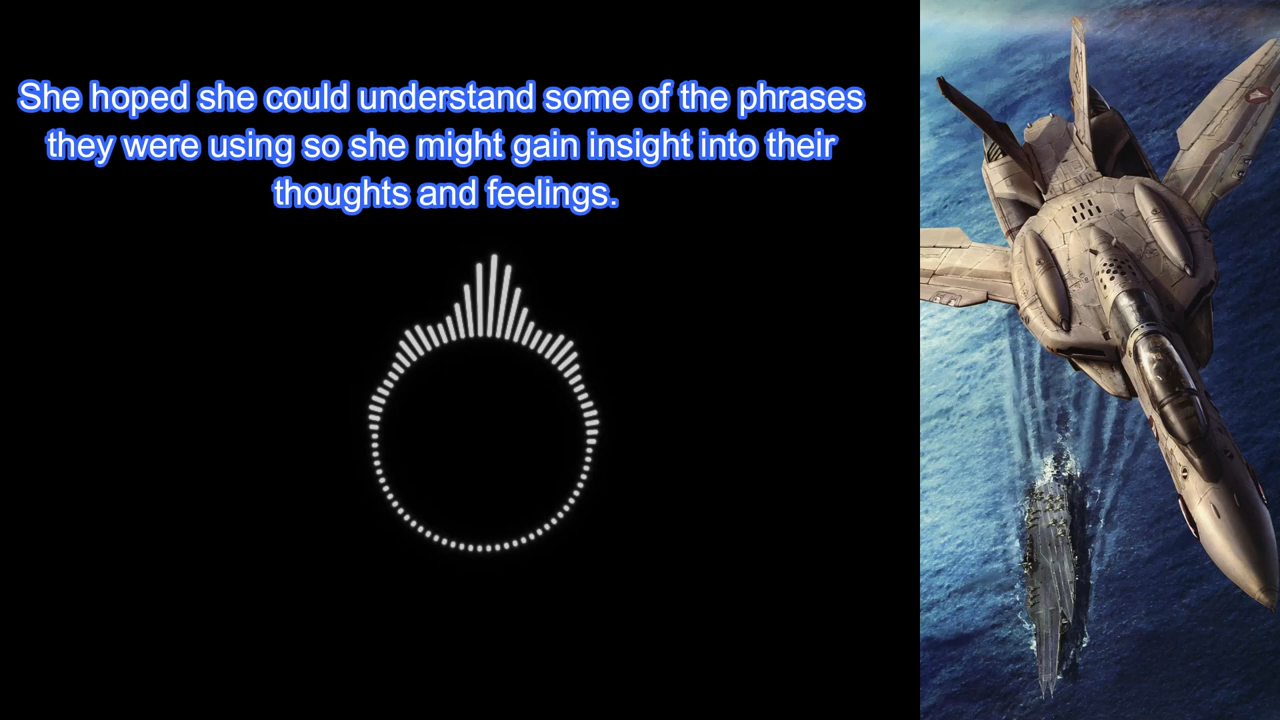 She hoped she could understand some of the phrases
they were using so she might gain insight into their
thoughts and feelings.